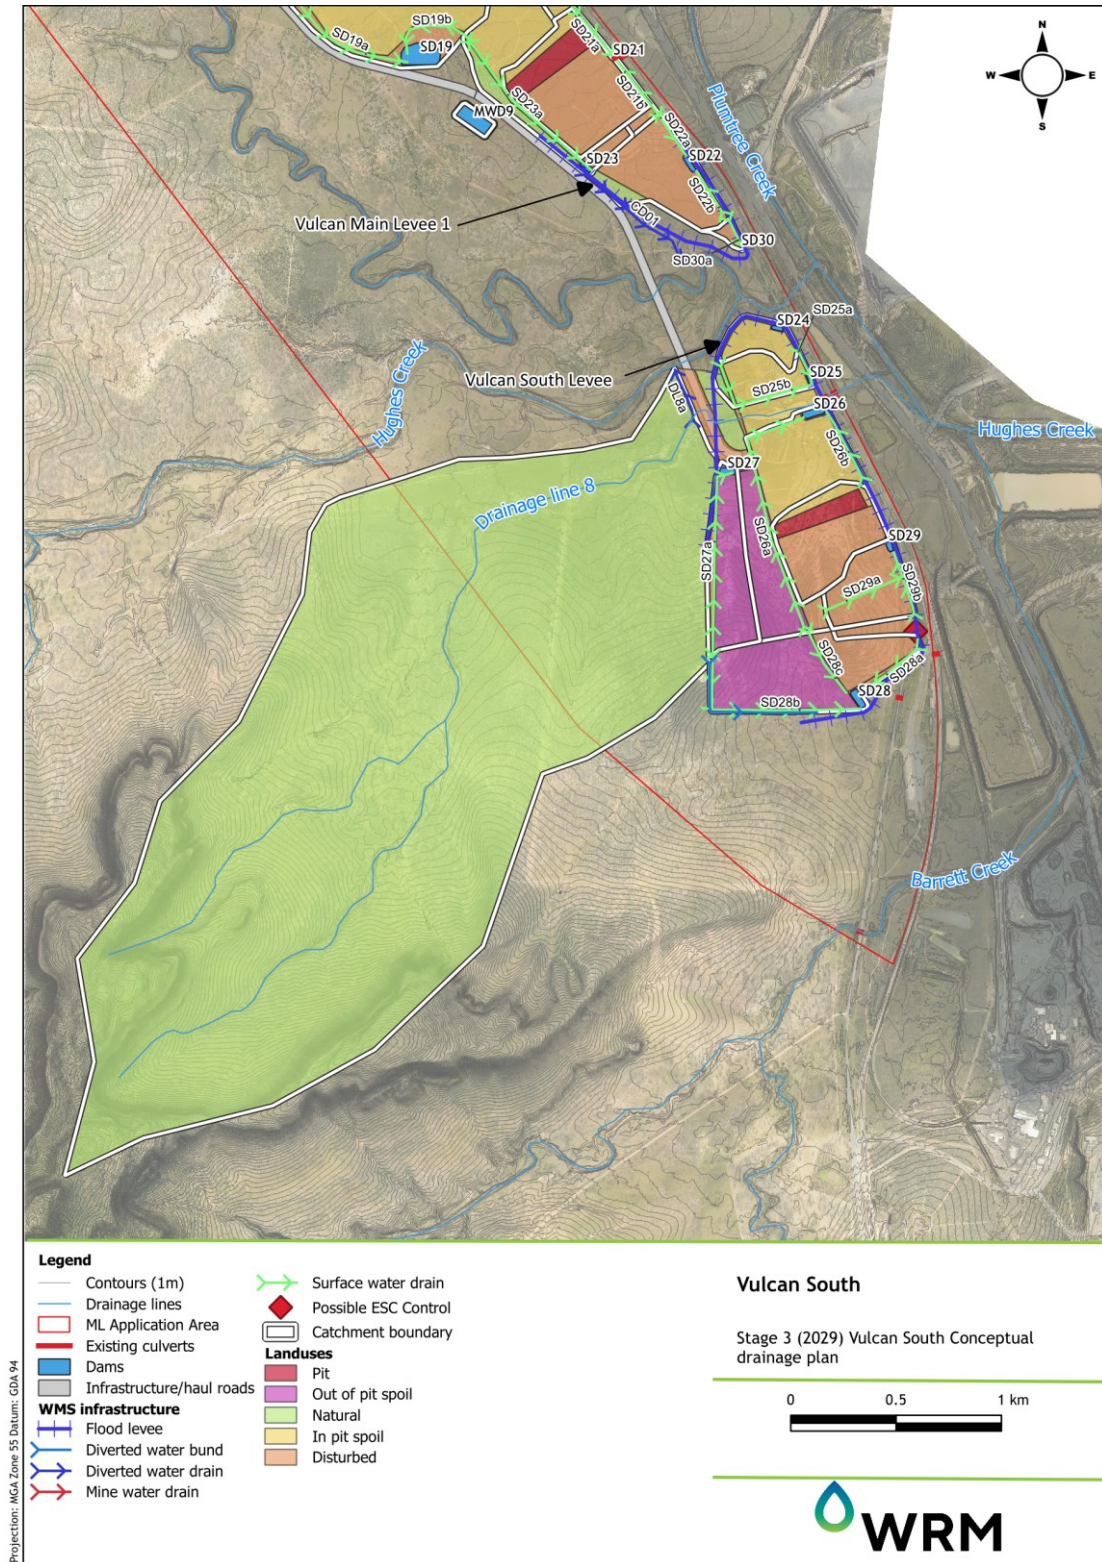 SD19b
SD19a
SD19
SD21a
SD21
MWD9
SD23a
SD21b
Plumtree Creek
SD22a
SD22
SD23
SD22b
Vulcan Main Levee 1
CD01
SD30
SD30a
N
W
E
S
SD25a
SD24
Vulcan South Levee
SD25
SD25b
DL8a
SD26
Hughes Creek
Hughes Creek
SD26b
SD27
Drainage line 8
SD26a
SD29
SD27a
SD29a
SD29b
SD28a
SD28c
SD28
SD28b
Barrett Creek
Legend
Contours (1m)
Drainage lines
ML Application Area
Existing culverts
Dams
Infrastructure/haul roads
WMS infrastructure
Flood levee
Diverted water bund
Diverted water drain
Mine water drain
Surface water drain
Possible ESC Control
Catchment boundary
Landuses
Pit
Out of pit spoil
Natural
In pit spoil
Disturbed
Vulcan South
Stage 3 (2029) Vulcan South Conceptual
drainage plan
0 0.5 1 km
WRM
Projection: MGA Zone 55 Datum: GDA 94